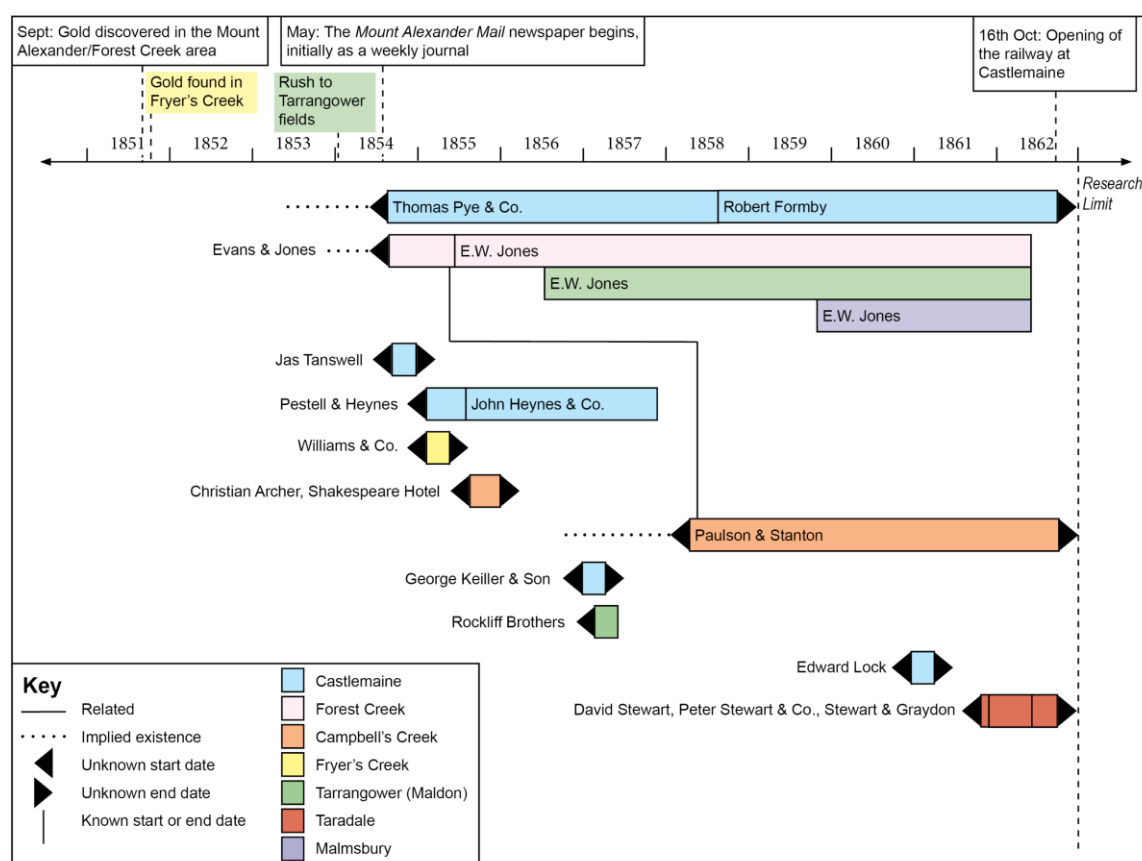 Sept: Gold discovered in the Mount
Alexander/Forest Creek area
May: The Mount Alexander Mail newspaper begins,
initially as a weekly journal
16th Oct: Opening of
the railway at
Castlemaine
Gold found in
Fryer's Creek
Rush to
Tarrangower
fields
1851 1852 1853 1854 1855 1856 1857 1858 1859 1860 1861 1862
Research
Limit
Thomas Pye & Co. Robert Formby
Evans & Jones E.W. Jones
E.W. Jones
E.W. Jones
Jas Tanswell
Pestell & Heynes John Heynes & Co.
Williams & Co.
Christian Archer, Shakespeare Hotel
Paulson & Stanton
George Keiller & Son
Rockliff Brothers
Edward Lock
David Stewart, Peter Stewart & Co., Stewart & Graydon
Key
Related
Implied existence
Unknown start date
Unknown end date
Known start or end date
Castlemaine
Forest Creek
Campbell's Creek
Fryer's Creek
Tarrangower (Maldon)
Taradale
Malmsbury